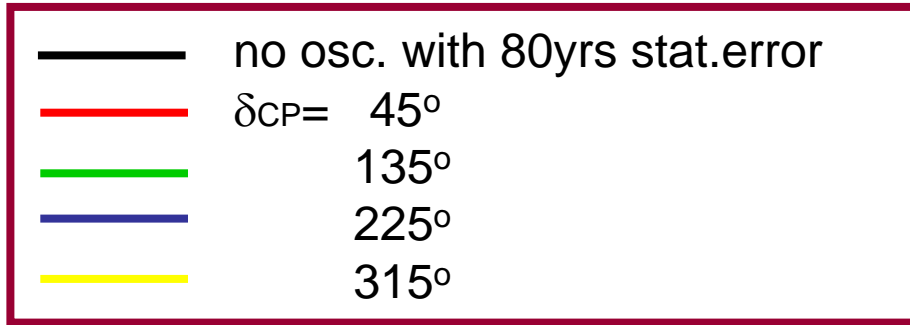 no osc. with 80yrs stat.error
δCP= 45º
135º
225º
315º